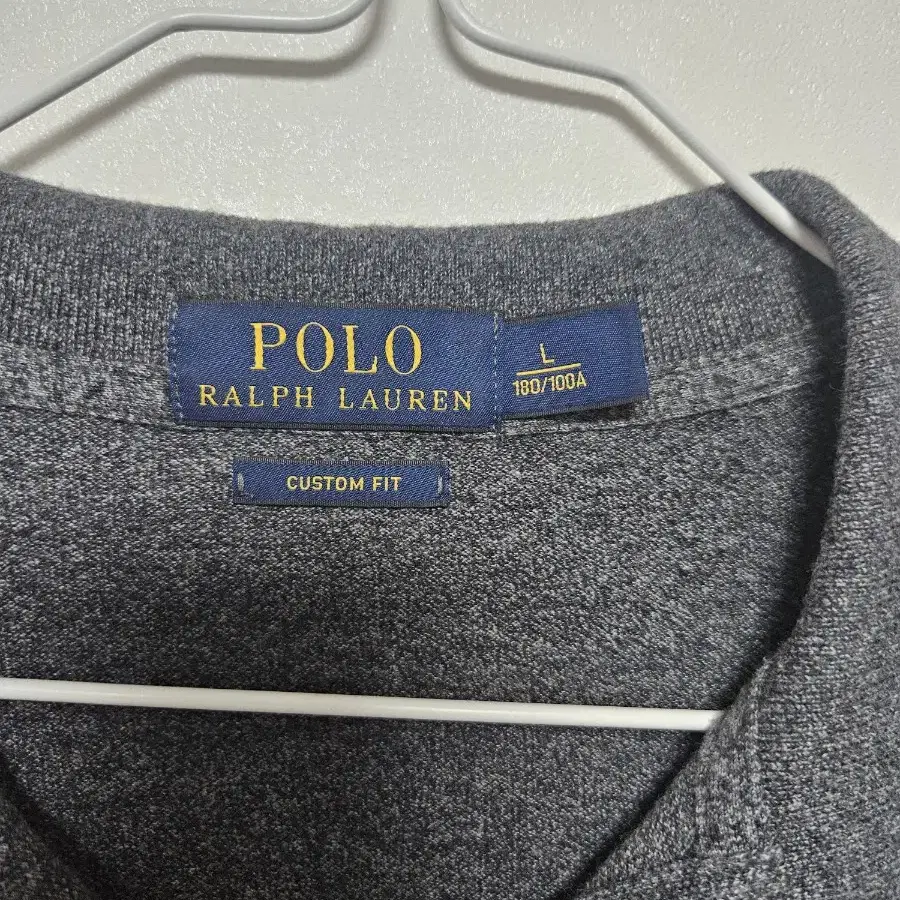 POLO
RALPH LAUREN
L
180/100A
CUSTOM FIT